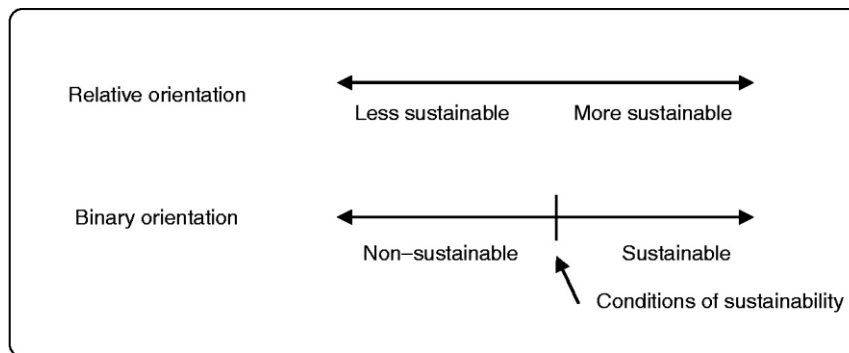 Relative orientation
Less sustainable More sustainable
Binary orientation
Non–sustainable Sustainable
Conditions of sustainability